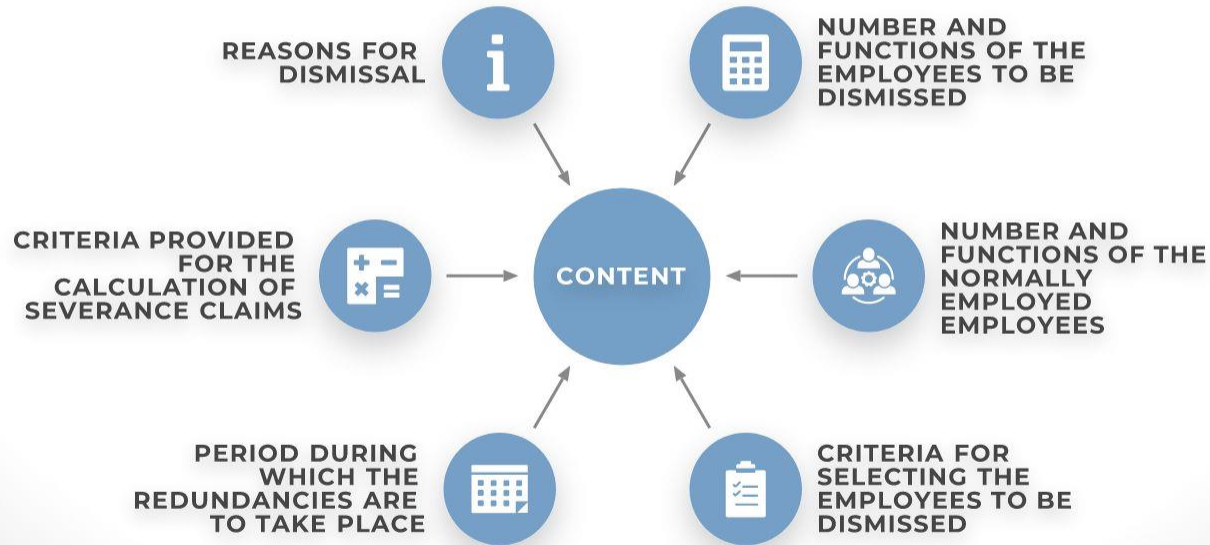 REASONS FOR
DISMISSAL
NUMBER AND
FUNCTIONS OF THE
EMPLOYEES TO BE
DISMISSED
CRITERIA PROVIDED
FOR THE
CALCULATION OF
SEVERANCE CLAIMS
CONTENT
NUMBER AND
FUNCTIONS OF THE
NORMALLY
EMPLOYED
EMPLOYEES
PERIOD DURING
WHICH THE
REDUNDANCIES ARE
TO TAKE PLACE
CRITERIA FOR
SELECTING THE
EMPLOYEES TO BE
DISMISSED